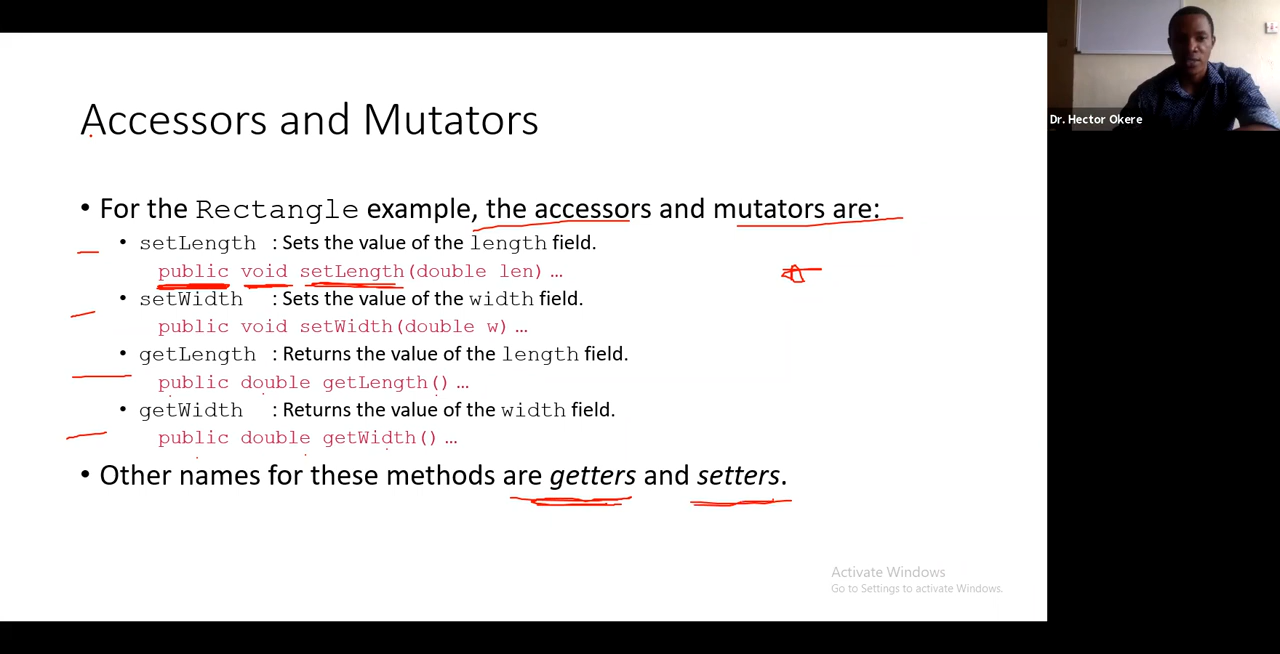 Accessors and Mutators
Dr. Hector Okere
• For the Rectangle example, the accessors and mutators are:
• setLength : Sets the value of the length field.
public void setLength(double len) …
• setWidth : Sets the value of the width field.
public void setWidth(double w) …
• getLength : Returns the value of the length field.
public double getLength() …
• getWidth : Returns the value of the width field.
public double getWidth() …
• Other names for these methods are getters and setters.
Activate Windows
Go to Settings to activate Windows.